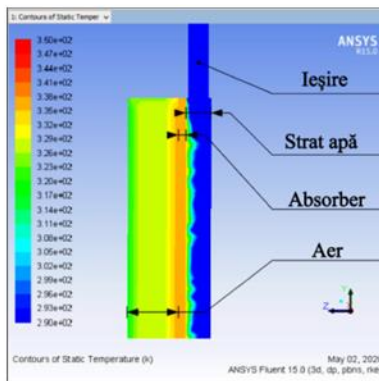 1: Contours of Static Temper
3.50e+02
3.47e+02
3.44e+02
3.41e+02
3.38e+02
3.35e+02
3.32e+02
3.29e+02
3.26e+02
3.23e+02
3.20e+02
3.17e+02
3.14e+02
3.11e+02
3.08e+02
3.05e+02
3.02e+02
2.99e+02
2.96e+02
2.93e+02
2.90e+02
ANSYS
R15.0
Ieșire
Strat apă
Absorber
Aer
Y
Z
Contours of Static Temperature (k)
May 02, 202
ANSYS Fluent 15.0 (3d, dp, pbns, rke